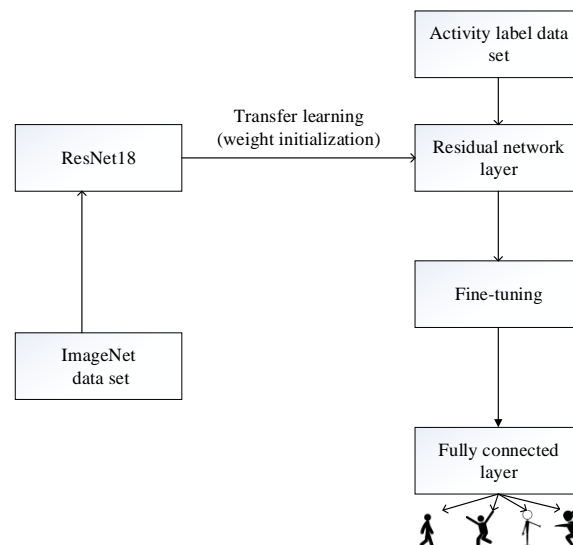 Activity label data
set
Transfer learning
(weight initialization)
ResNet18
Residual network
layer
Fine-tuning
ImageNet
data set
Fully connected
layer